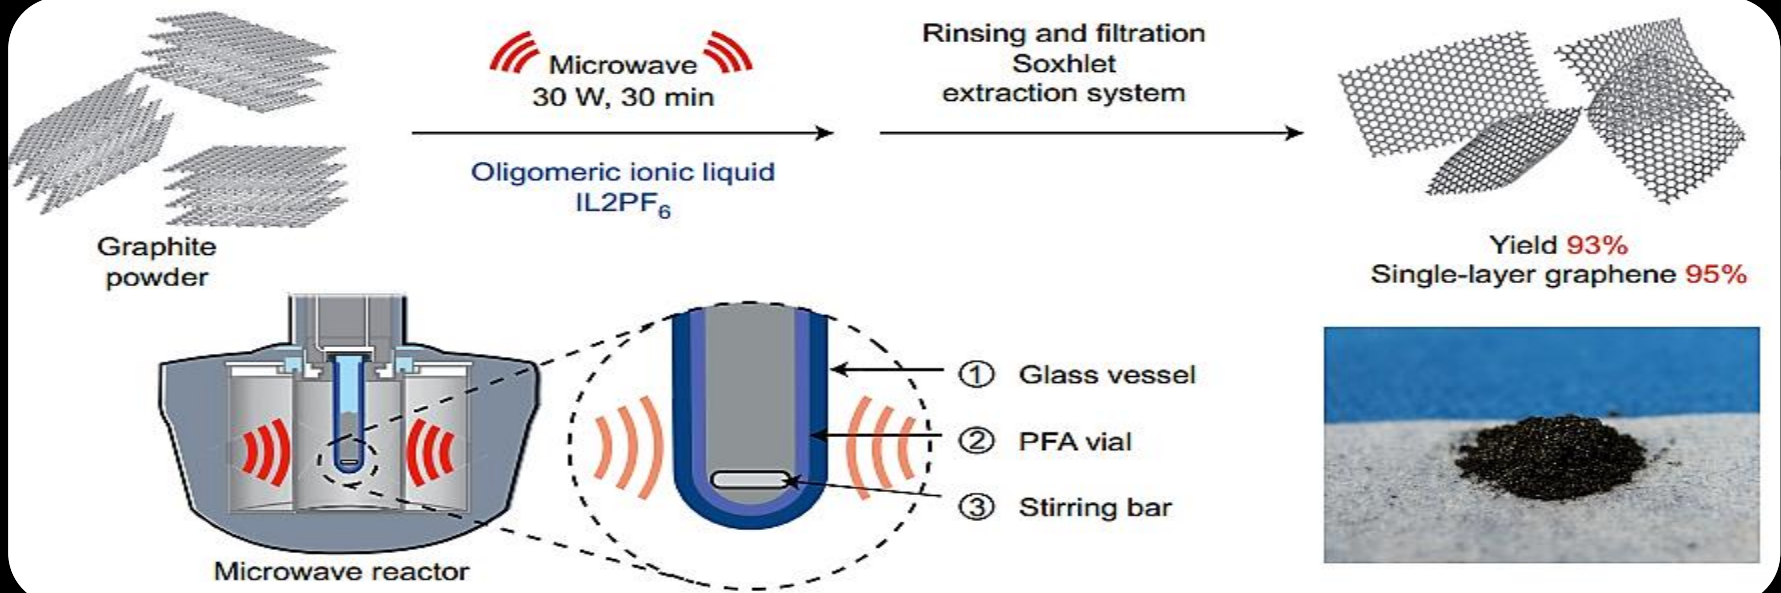 Microwave
30 W, 30 min
Oligomeric ionic liquid
IL2PF₆
Rinsing and filtration
Soxhlet
extraction system
Graphite
powder
Yield 93%
Single-layer graphene 95%
① Glass vessel
② PFA vial
③ Stirring bar
Microwave reactor